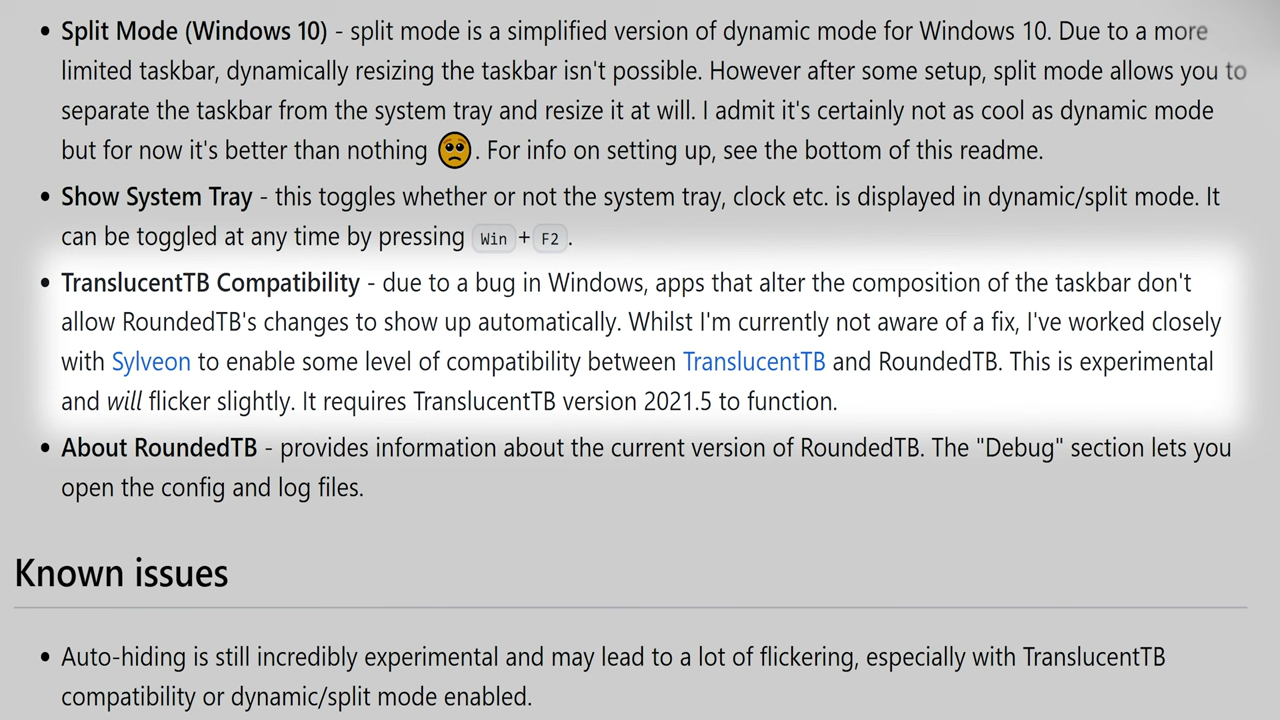 • Split Mode (Windows 10) - split mode is a simplified version of dynamic mode for Windows 10. Due to a more
limited taskbar, dynamically resizing the taskbar isn't possible. However after some setup, split mode allows you to
separate the taskbar from the system tray and resize it at will. I admit it's certainly not as cool as dynamic mode
but for now it's better than nothing 🥺. For info on setting up, see the bottom of this readme.
• Show System Tray - this toggles whether or not the system tray, clock etc. is displayed in dynamic/split mode. It
can be toggled at any time by pressing Win + F2.
• TranslucentTB Compatibility - due to a bug in Windows, apps that alter the composition of the taskbar don't
allow RoundedTB's changes to show up automatically. Whilst I'm currently not aware of a fix, I've worked closely
with Sylveon to enable some level of compatibility between TranslucentTB and RoundedTB. This is experimental
and will flicker slightly. It requires TranslucentTB version 2021.5 to function.
• About RoundedTB - provides information about the current version of RoundedTB. The "Debug" section lets you
open the config and log files.
Known issues
• Auto-hiding is still incredibly experimental and may lead to a lot of flickering, especially with TranslucentTB
compatibility or dynamic/split mode enabled.